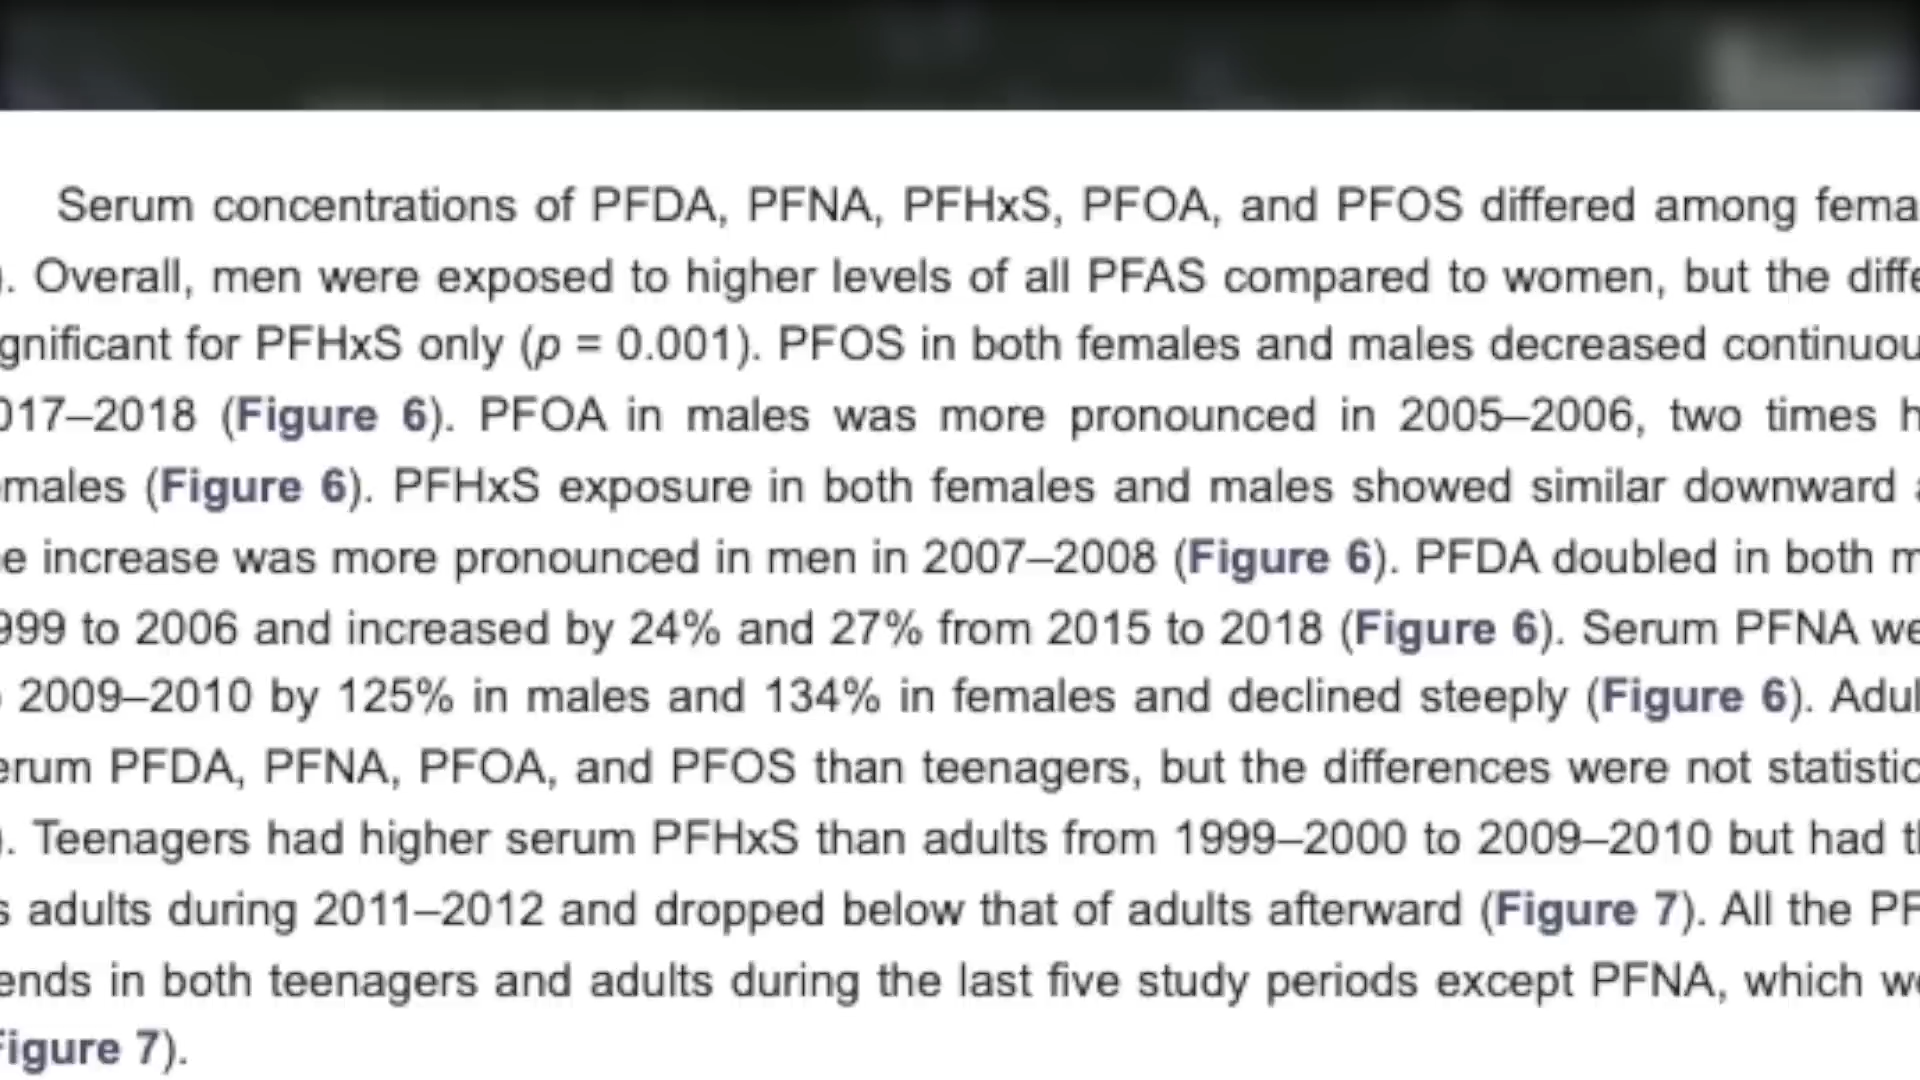 Serum concentrations of PFDA, PFNA, PFHxS, PFOA, and PFOS differed among
). Overall, men were exposed to higher levels of all PFAS compared to women, but the
gnificant for PFHxS only (p = 0.001). PFOS in both females and males decreased
017–2018 (Figure 6). PFOA in males was more pronounced in 2005–2006, two times
males (Figure 6). PFHxS exposure in both females and males showed similar downward
e increase was more pronounced in men in 2007–2008 (Figure 6). PFDA doubled in both
999 to 2006 and increased by 24% and 27% from 2015 to 2018 (Figure 6). Serum PFNA
2009–2010 by 125% in males and 134% in females and declined steeply (Figure 6).
erum PFDA, PFNA, PFOA, and PFOS than teenagers, but the differences were not
). Teenagers had higher serum PFHxS than adults from 1999–2000 to 2009–2010 but had
s adults during 2011–2012 and dropped below that of adults afterward (Figure 7). All the
ends in both teenagers and adults during the last five study periods except PFNA, which
Figure 7).